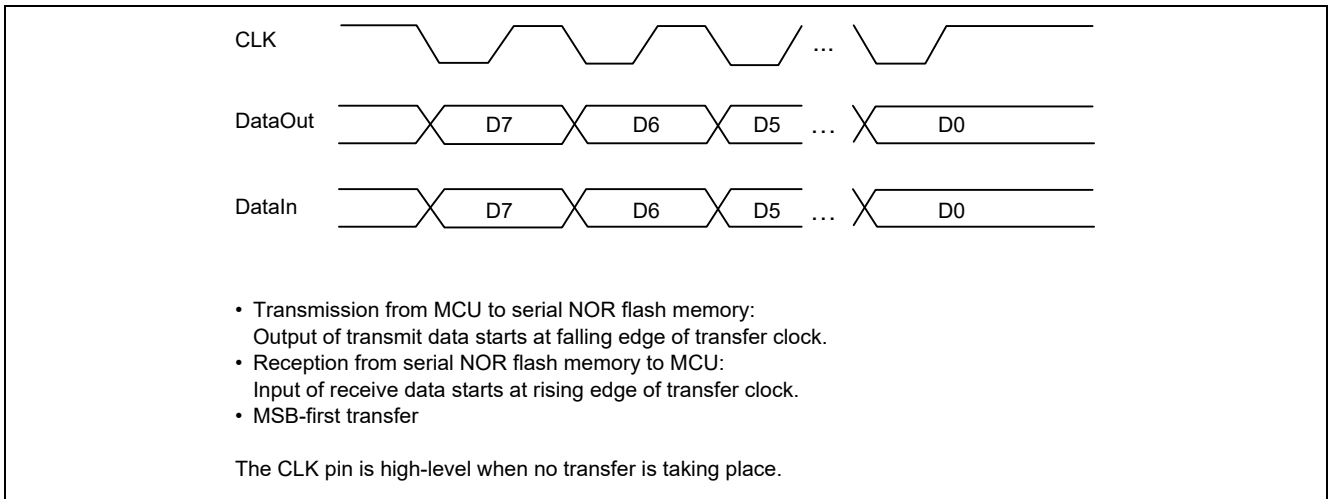 CLK ...
DataOut D7 D6 D5 ... D0
DataIn D7 D6 D5 ... D0
• Transmission from MCU to serial NOR flash memory:
Output of transmit data starts at falling edge of transfer clock.
• Reception from serial NOR flash memory to MCU:
Input of receive data starts at rising edge of transfer clock.
• MSB-first transfer
The CLK pin is high-level when no transfer is taking place.